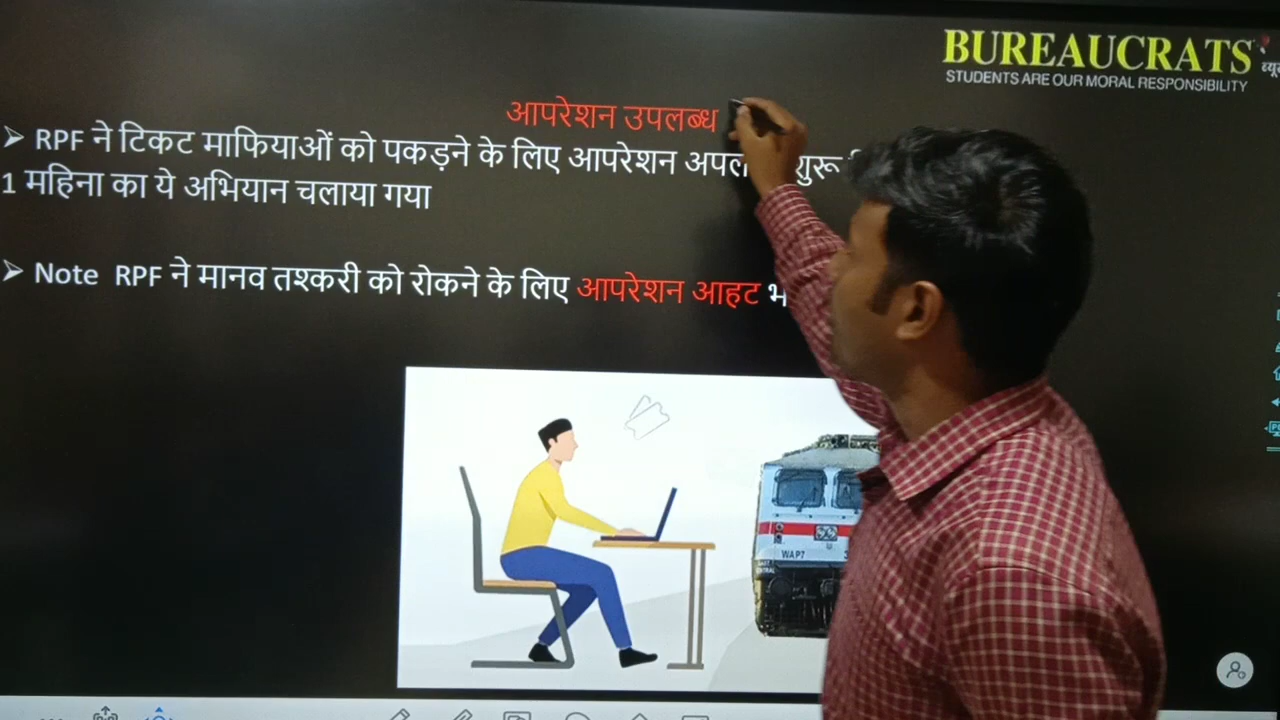 BUREAUCRATS
STUDENTS ARE OUR MORAL RESPONSIBILITY
आपरेशन उपलब्ध
➢ RPF ने टिकट माफियाओं को पकड़ने के लिए आपरेशन शुरू
1 महिना का ये अभियान चलाया गया
➢ Note RPF ने मानव तश्करी को रोकने के लिए आपरेशन आहट
WAP7